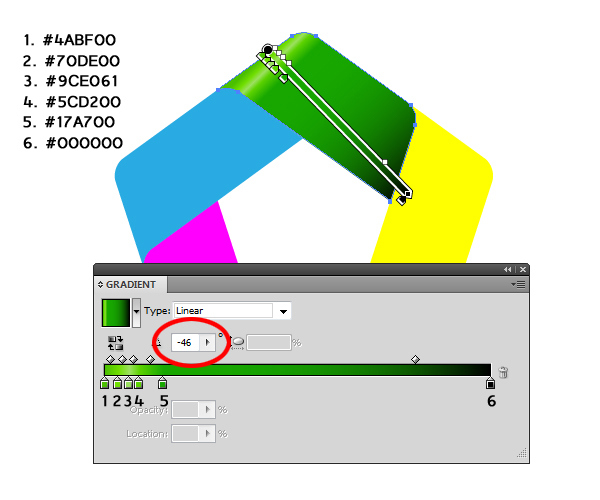 1. #4ABF00
2. #70DE00
3. #9CE061
4. #5CD200
5. #17A700
6. #000000
GRADIENT
Type: Linear
-46 ° %
1 2 3 4 5 6
Opacity: %
Location: %